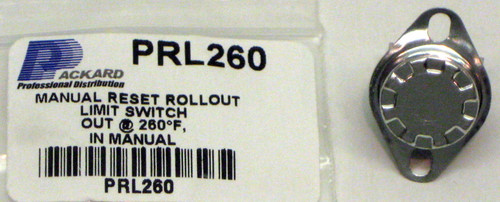 PACKARD
Professional Distribution
PRL260
MANUAL RESET ROLLOUT
LIMIT SWITCH
OUT @ 260°F,
IN MANUAL
PRL260